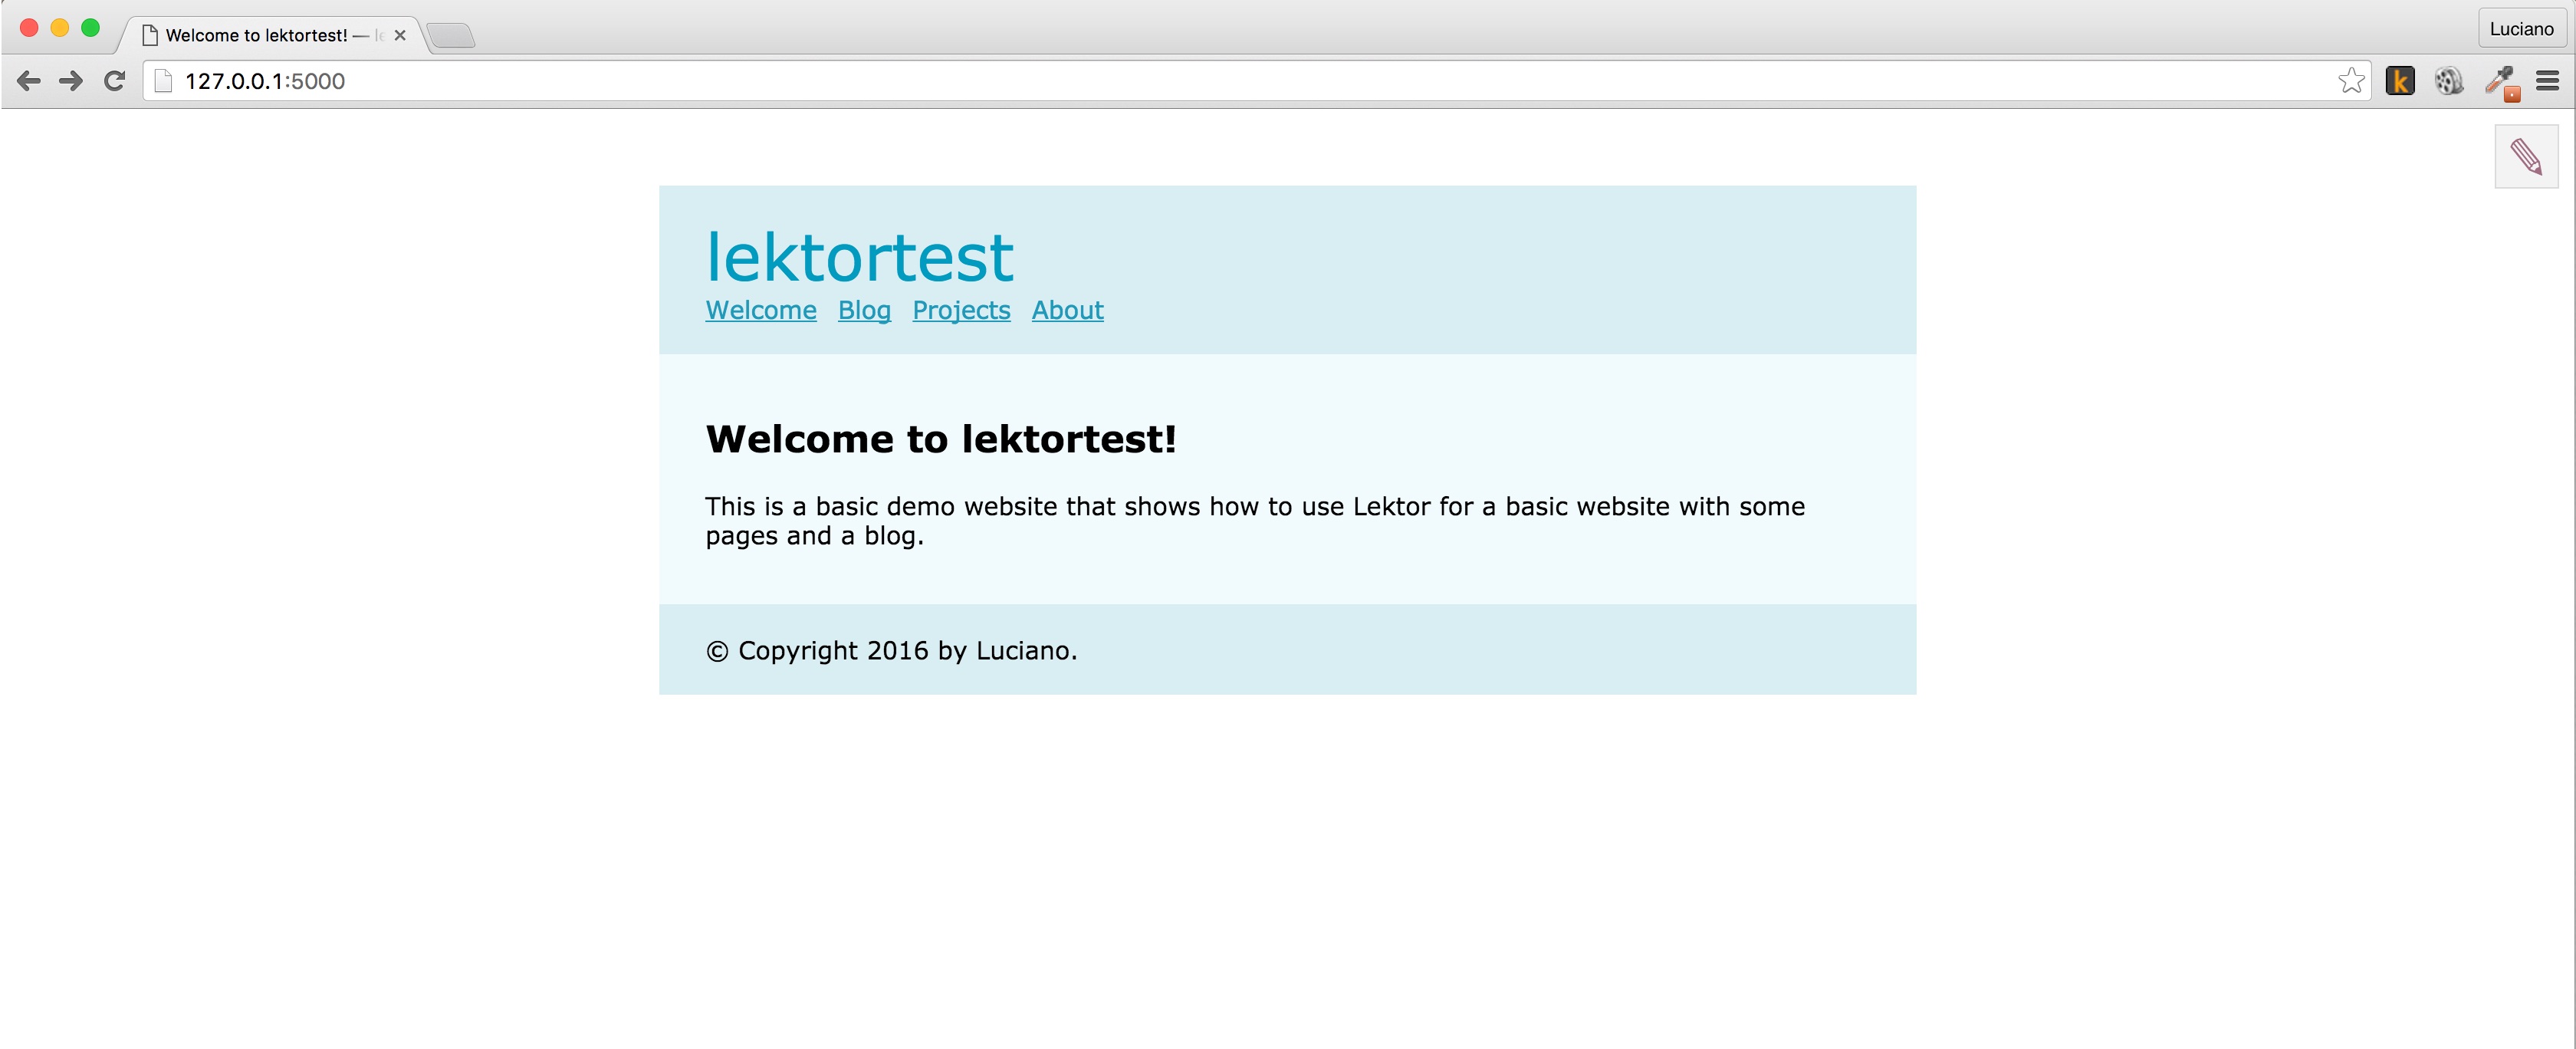 Welcome to lektortest! —
Luciano
127.0.0.1:5000
k
lektortest
Welcome Blog Projects About
Welcome to lektortest!
This is a basic demo website that shows how to use Lektor for a basic website with some
pages and a blog.
© Copyright 2016 by Luciano.